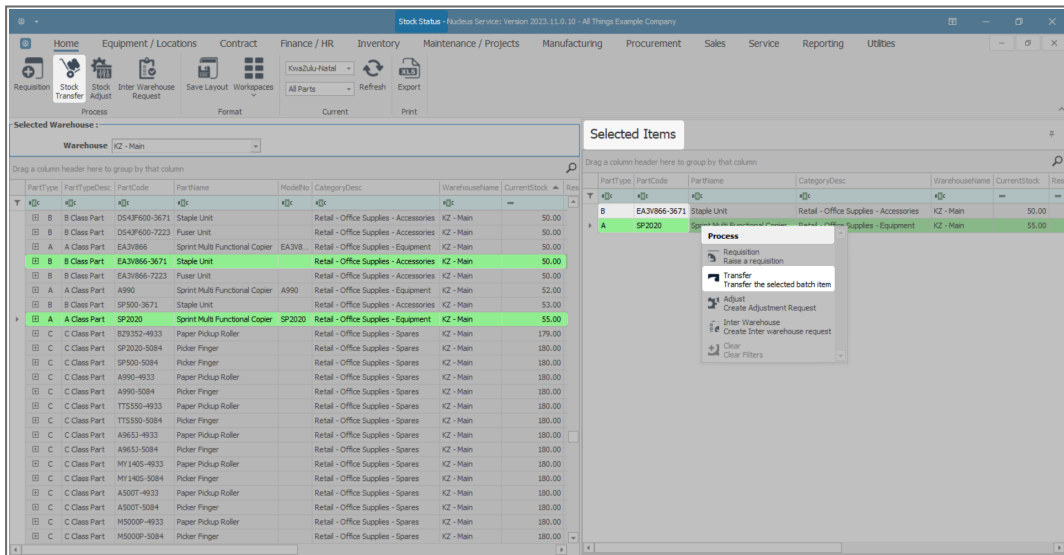 Stock Status - Nucleus Service: Version 2023.11.0.10 - All Things Example Company
Home Equipment / Locations Contract Finance / HR Inventory Maintenance / Projects Manufacturing Procurement Sales Service Reporting Utilities
Requisition Stock Transfer Stock Adjust Inter Warehouse Request Save Layout Workspaces KwaZulu-Natal All Parts Refresh Export
Process Format Current Print
Selected Warehouse :
Warehouse KZ - Main
Drag a column header here to group by that column
PartType PartTypeDesc PartCode PartName ModelNo CategoryDesc WarehouseName CurrentStock Res
B B Class Part DS43F600-3671 Staple Unit Retail - Office Supplies - Accessories KZ - Main 50.00
B B Class Part DS43F600-7223 Fuser Unit Retail - Office Supplies - Accessories KZ - Main 50.00
A A Class Part EA3V866 Sprint Multi Functional Copier EA3V8... Retail - Office Supplies - Equipment KZ - Main 50.00
B B Class Part EA3V866-3671 Staple Unit Retail - Office Supplies - Accessories KZ - Main 50.00
B B Class Part EA3V866-7223 Fuser Unit Retail - Office Supplies - Accessories KZ - Main 50.00
A A Class Part A990 Sprint Multi Functional Copier A990 Retail - Office Supplies - Equipment KZ - Main 52.00
B B Class Part SP500-3671 Staple Unit Retail - Office Supplies - Accessories KZ - Main 53.00
A A Class Part SP2020 Sprint Multi Functional Copier SP2020 Retail - Office Supplies - Equipment KZ - Main 55.00
C C Class Part BZ9352-4933 Paper Pickup Roller Retail - Office Supplies - Spares KZ - Main 179.00
C C Class Part SP2020-5084 Picker Finger Retail - Office Supplies - Spares KZ - Main 180.00
C C Class Part SP500-5084 Picker Finger Retail - Office Supplies - Spares KZ - Main 180.00
C C Class Part A990-4933 Paper Pickup Roller Retail - Office Supplies - Spares KZ - Main 180.00
C C Class Part A990-5084 Picker Finger Retail - Office Supplies - Spares KZ - Main 180.00
C C Class Part TTS550-4933 Paper Pickup Roller Retail - Office Supplies - Spares KZ - Main 180.00
C C Class Part TTS550-5084 Picker Finger Retail - Office Supplies - Spares KZ - Main 180.00
C C Class Part A965J-4933 Paper Pickup Roller Retail - Office Supplies - Spares KZ - Main 180.00
C C Class Part A965J-5084 Picker Finger Retail - Office Supplies - Spares KZ - Main 180.00
C C Class Part MY140S-4933 Paper Pickup Roller Retail - Office Supplies - Spares KZ - Main 180.00
C C Class Part MY140S-5084 Picker Finger Retail - Office Supplies - Spares KZ - Main 180.00
C C Class Part A500T-4933 Paper Pickup Roller Retail - Office Supplies - Spares KZ - Main 180.00
C C Class Part A500T-5084 Picker Finger Retail - Office Supplies - Spares KZ - Main 180.00
C C Class Part M5000P-4933 Paper Pickup Roller Retail - Office Supplies - Spares KZ - Main 180.00
C C Class Part M5000P-5084 Picker Finger Retail - Office Supplies - Spares KZ - Main 180.00
Selected Items
Drag a column header here to group by that column
PartType PartCode PartName CategoryDesc WarehouseName CurrentStock Res
B EA3V866-3671 Staple Unit Retail - Office Supplies - Accessories KZ - Main 50.00
A SP2020 Sprint Multi Functional Copier Retail - Office Supplies - Equipment KZ - Main 55.00
Process
Requisition
Raise a requisition
Transfer
Transfer the selected batch item
Adjust
Create Adjustment Request
Inter Warehouse
Create Inter warehouse request
Clear
Clear Filters